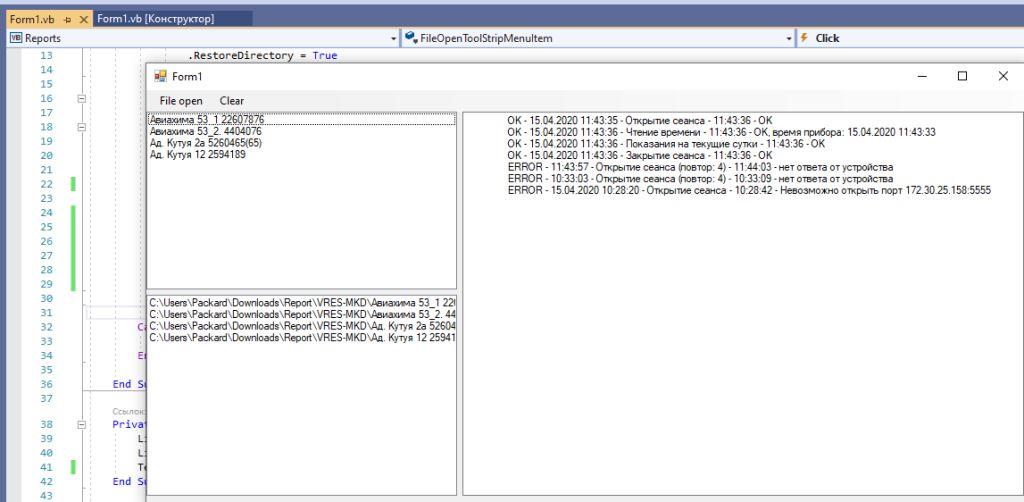 Form1.vb
Form1.vb [Конструктор]
Reports
FileOpenToolStripMenuItem
Click
13
.RestoreDirectory = True
14
15
16
17
18
19
20
21
22
23
24
25
26
27
28
29
30
31
32
Ca
33
34
En
35
36
End Su
37
Ссылок:
38
Privat
39
Li
40
Li
41
Te
42
End Su
43
Form1
File open
Clear
Авиахима 53_1 22607876
Авиахима 53_2. 4404076
Ад. Кутуя 2а 5260465(65)
Ад. Кутуя 12 2594189
OK - 15.04.2020 11:43:35 - Открытие сеанса - 11:43:36 - OK
OK - 15.04.2020 11:43:36 - Чтение времени - 11:43:36 - OK, время прибора: 15.04.2020 11:43:33
OK - 15.04.2020 11:43:36 - Показания на текущие сутки - 11:43:36 - OK
OK - 15.04.2020 11:43:36 - Закрытие сеанса - 11:43:36 - OK
ERROR - 11:43:57 - Открытие сеанса (повтор: 4) - 11:44:03 - нет ответа от устройства
ERROR - 10:33:03 - Открытие сеанса (повтор: 4) - 10:33:09 - нет ответа от устройства
ERROR - 15.04.2020 10:28:20 - Открытие сеанса - 10:28:42 - Невозможно открыть порт 172.30.25.158:5555
C:\Users\Packard\Downloads\Report\VRES-MKD\Авиахима 53_1 226
C:\Users\Packard\Downloads\Report\VRES-MKD\Авиахима 53_2. 44
C:\Users\Packard\Downloads\Report\VRES-MKD\Ад. Кутуя 2а 52604
C:\Users\Packard\Downloads\Report\VRES-MKD\Ад. Кутуя 12 25941